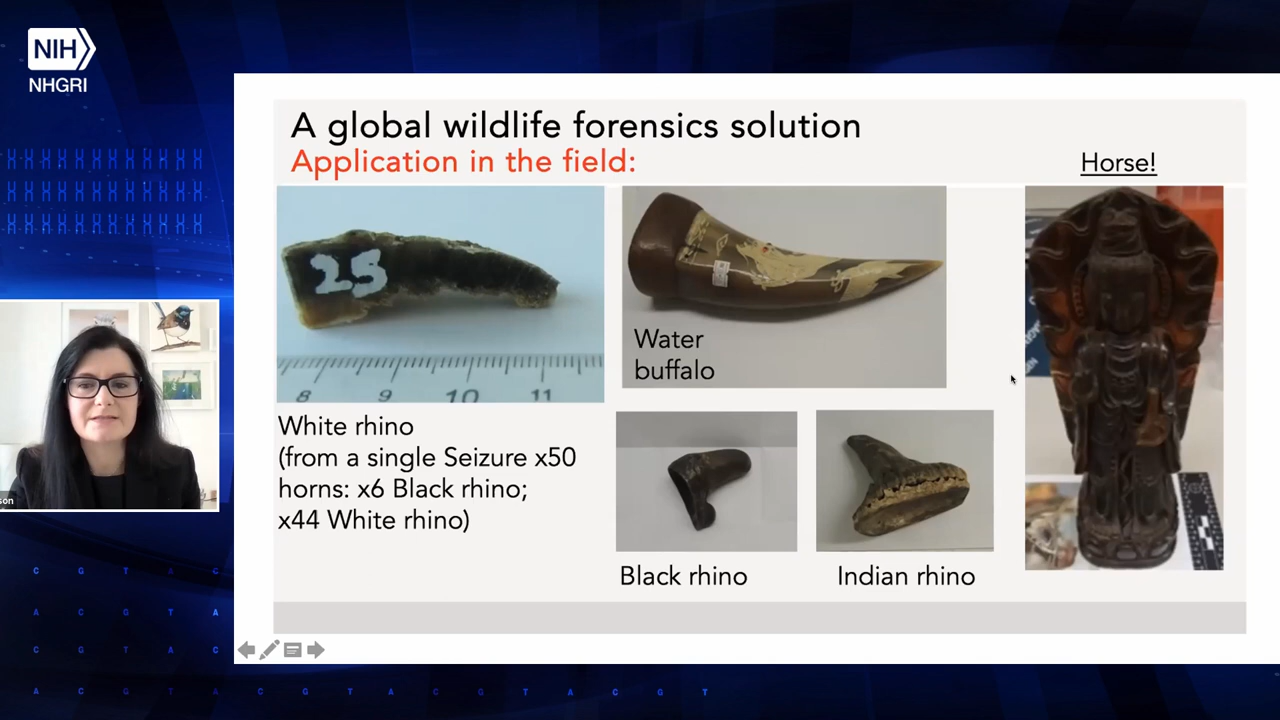 NIH
NHGRI
A global wildlife forensics solution
Application in the field:
Horse!
25
8 9 10 11
Water
buffalo
White rhino
(from a single Seizure x50
horns: x6 Black rhino;
x44 White rhino)
Black rhino
Indian rhino
son
C G T A C
A C G T A
C G T A C
A C G T A C G T A C G T A C G T